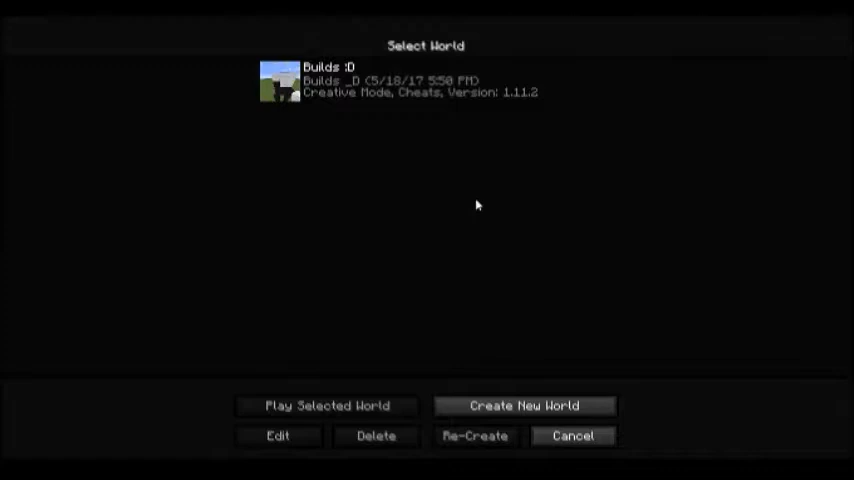 Select World
Builds :D
Builds _D (5/18/17 5:50 PM)
Creative Mode, Cheats, Version: 1.11.2
Play Selected World
Create New World
Edit
Delete
Re-Create
Cancel